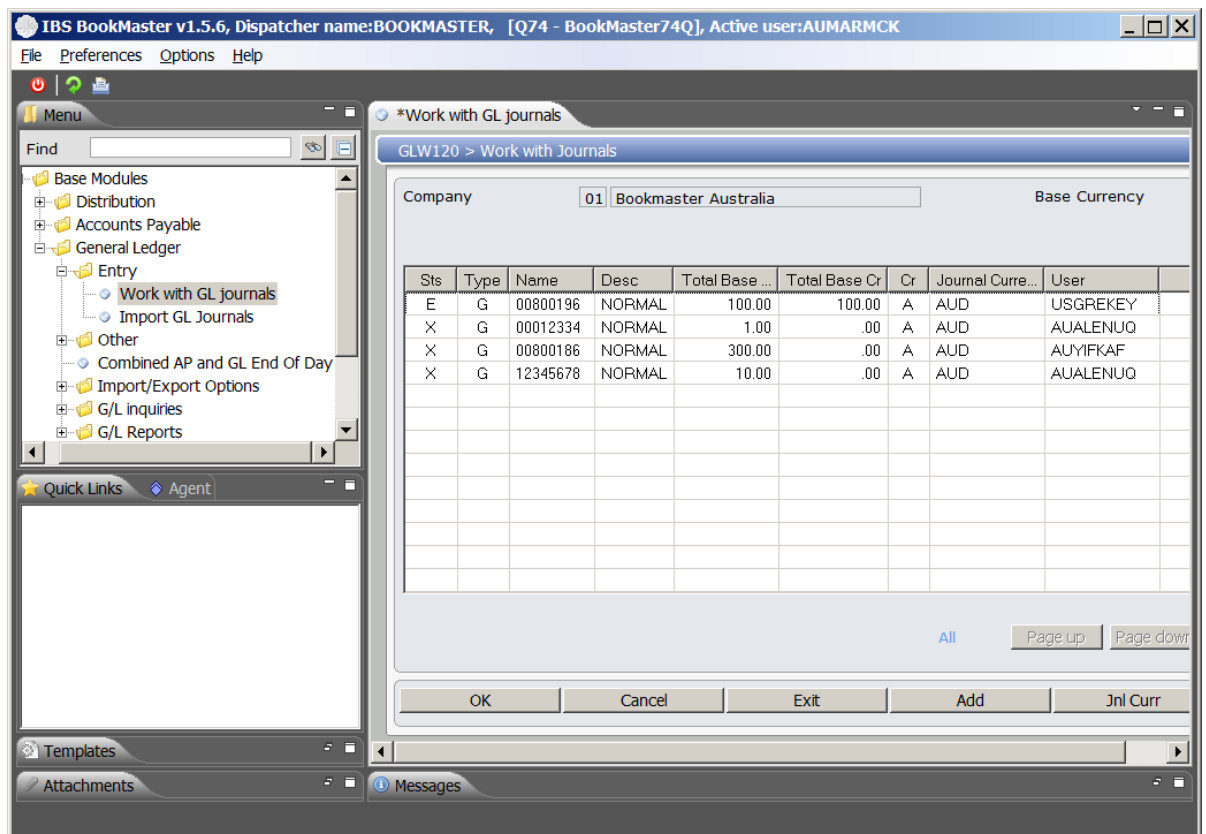 IBS BookMaster v1.5.6, Dispatcher name:BOOKMASTER, [Q74 - BookMaster74Q], Active user:AUMARMCK
File Preferences Options Help
Menu
Find
Base Modules
Distribution
Accounts Payable
General Ledger
Entry
Work with GL journals
Import GL Journals
Other
Combined AP and GL End Of Day
Import/Export Options
G/L inquiries
G/L Reports
Quick Links Agent
Templates
Attachments
*Work with GL journals
GLW120 > Work with Journals
Company 01 Bookmaster Australia Base Currency
Sts Type Name Desc Total Base ... Total Base Cr Cr Journal Curre... User
E G 00800196 NORMAL 100.00 100.00 A AUD USGREKEY
X G 00012334 NORMAL 1.00 .00 A AUD AUALENUQ
X G 00800186 NORMAL 300.00 .00 A AUD AUYIFKAF
X G 12345678 NORMAL 10.00 .00 A AUD AUALENUQ
All Page up Page down
OK Cancel Exit Add Jnl Curr
Messages